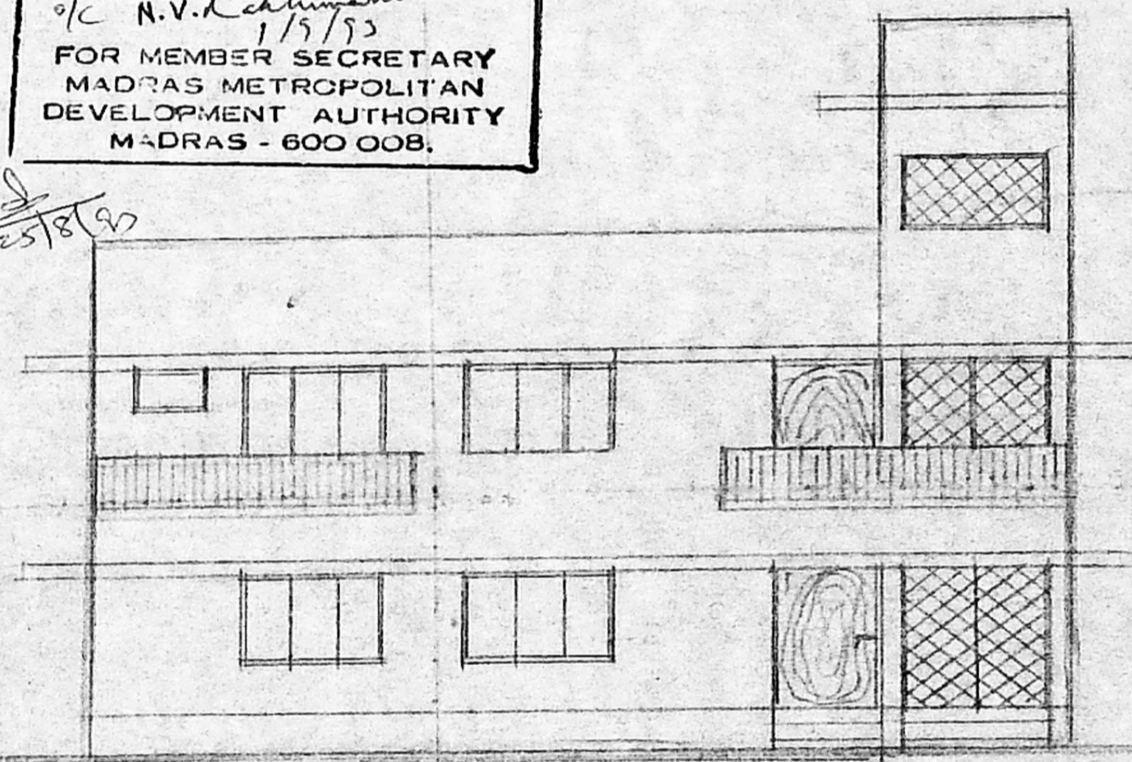 o/c N.V.
1/9/93
FOR MEMBER SECRETARY
MADRAS METROPOLITAN
DEVELOPMENT AUTHORITY
MADRAS - 600 008.
25/8/93